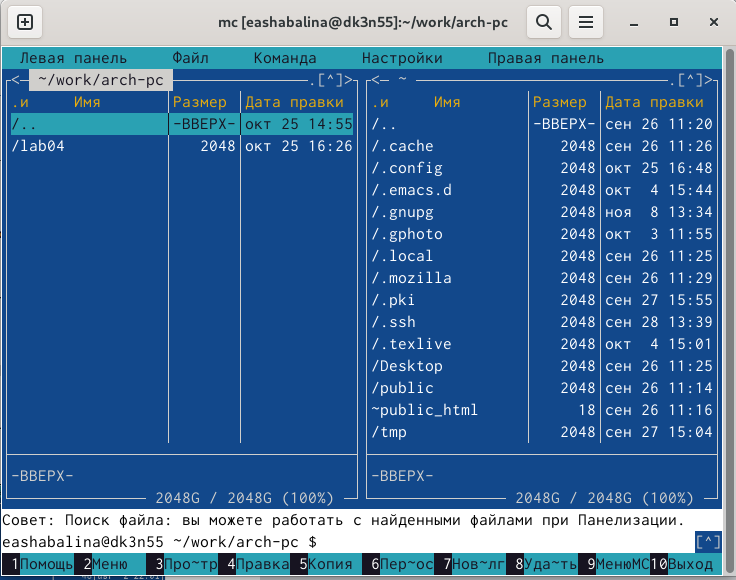 mc [eashabalina@dk3n55]:~/work/arch-pc
Левая панель Файл Команда Настройки Правая панель
<— ~/work/arch-pc .[^]> <— ~ .[^]>
.и Имя Размер Дата правки .и Имя Размер Дата правки
/.. -ВВЕРХ- окт 25 14:55 /.. -ВВЕРХ- сен 26 11:20
/lab04 2048 окт 25 16:26 /.cache 2048 сен 26 11:26
/.config 2048 окт 25 16:48
/.emacs.d 2048 окт 4 15:44
/.gnupg 2048 ноя 8 13:34
/.gphoto 2048 окт 3 11:55
/.local 2048 сен 26 11:25
/.mozilla 2048 сен 26 11:29
/.pki 2048 сен 27 15:55
/.ssh 2048 сен 28 13:39
/.texlive 2048 окт 4 15:01
/Desktop 2048 сен 26 11:25
/public 2048 сен 26 11:14
~public_html 18 сен 26 11:16
/tmp 2048 сен 27 15:04
-ВВЕРХ- -ВВЕРХ-
2048G / 2048G (100%) 2048G / 2048G (100%)
Совет: Поиск файла: вы можете работать с найденными файлами при Панелизации.
eashabalina@dk3n55 ~/work/arch-pc $ [^]
1Помощь 2Меню 3Про~тр 4Правка 5Копия 6Пер~ос 7Нов~лг 8Уда~ть 9МенюMC 10Выход